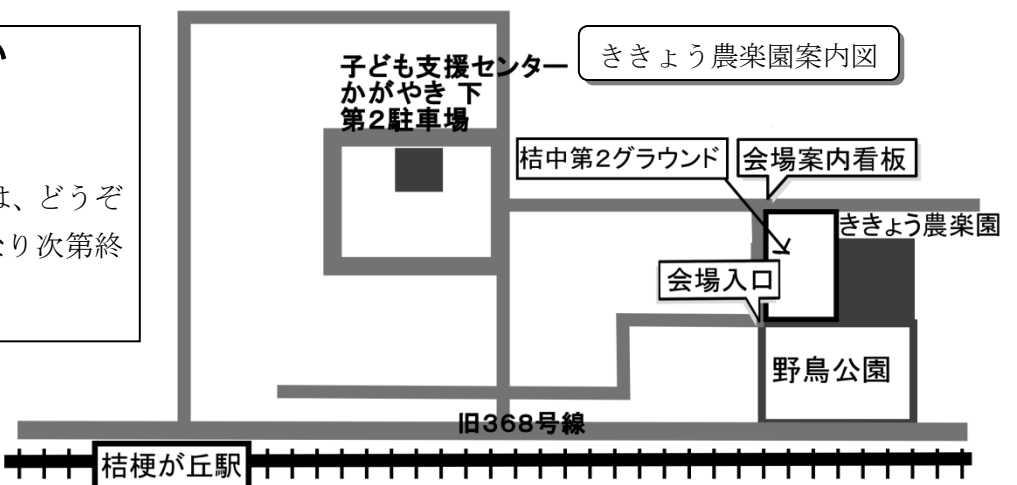 い
は、どうぞ
なり次第終
ききょう農楽園案内図
子ども支援センター
かがやき 下
第2駐車場
桔中第2グラウンド
会場案内看板
ききょう農楽園
会場入口
野鳥公園
旧368号線
桔梗が丘駅